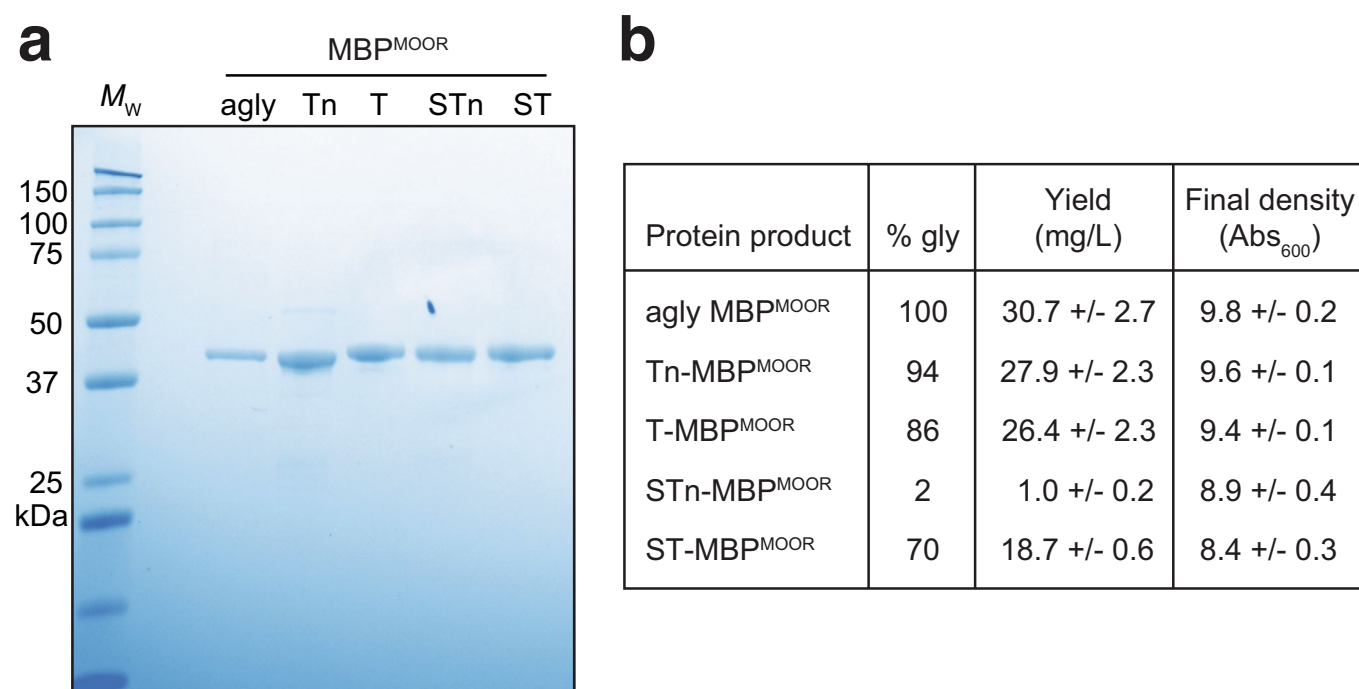 a
MBPMOOR
MW
agly Tn T STn ST
150
100
75
50
37
25
kDa
b
Protein product % gly Yield (mg/L) Final density (Abs600)
agly MBPMOOR 100 30.7 +/- 2.7 9.8 +/- 0.2
Tn-MBPMOOR 94 27.9 +/- 2.3 9.6 +/- 0.1
T-MBPMOOR 86 26.4 +/- 2.3 9.4 +/- 0.1
STn-MBPMOOR 2 1.0 +/- 0.2 8.9 +/- 0.4
ST-MBPMOOR 70 18.7 +/- 0.6 8.4 +/- 0.3